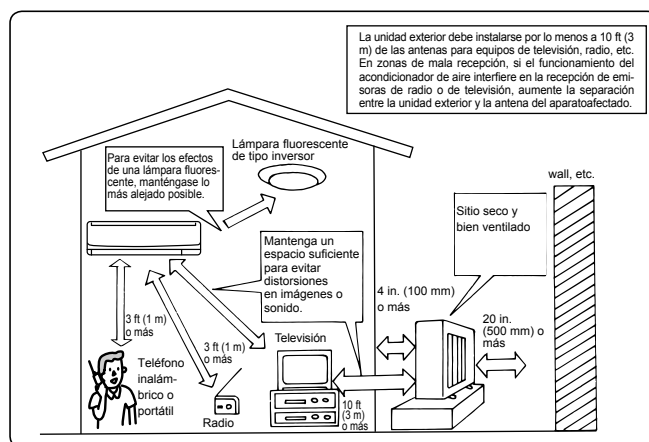 La unidad exterior debe instalarse por lo menos a 10 ft (3
m) de las antenas para equipos de televisión, radio, etc.
En zonas de mala recepción, si el funcionamiento del
acondicionador de aire interfiere en la recepción de emi-
soras de radio o de televisión, aumente la separación
entre la unidad exterior y la antena del aparatoafectado.
Lámpara fluorescente
de tipo inversor
Para evitar los efectos
de una lámpara fluores-
cente, manténgase lo
más alejado posible.
wall, etc.
Sitio seco y
bien ventilado
Mantenga un
espacio suficiente
para evitar
distorsiones
en imágenes o
sonido.
4 in. (100 mm)
o más
20 in.
(500 mm) o
más
3 ft (1 m)
o más
3 ft (1 m)
o más
Televisión
Teléfono
inalám-
brico o
portátil
Radio
10 ft
(3 m)
o más